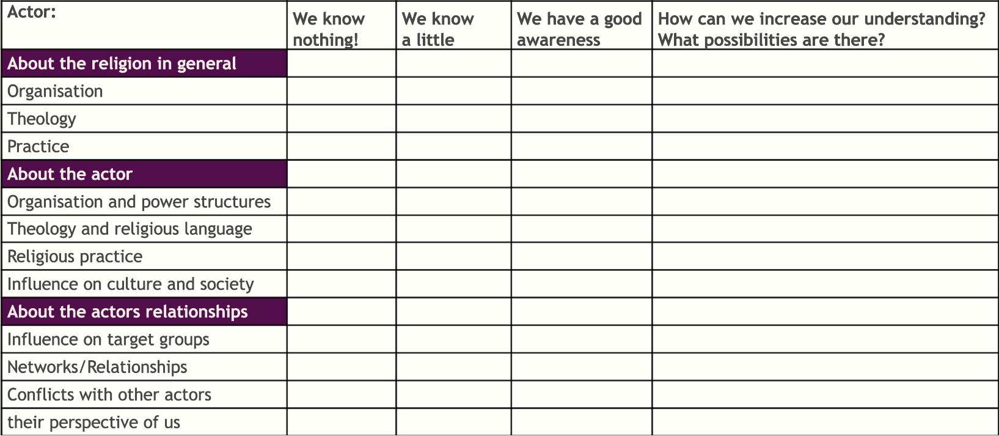 Actor:
We know
nothing!
We know
a little
We have a good
awareness
How can we increase our understanding?
What possibilities are there?
About the religion in general
Organisation
Theology
Practice
About the actor
Organisation and power structures
Theology and religious language
Religious practice
Influence on culture and society
About the actors relationships
Influence on target groups
Networks/Relationships
Conflicts with other actors
their perspective of us